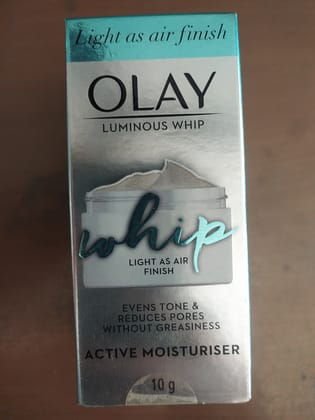 Light as air finish
OLAY
LUMINOUS WHIP
whip
LIGHT AS AIR
FINISH
EVENS TONE &
REDUCES PORES
WITHOUT GREASINESS
ACTIVE MOISTURISER
10 g